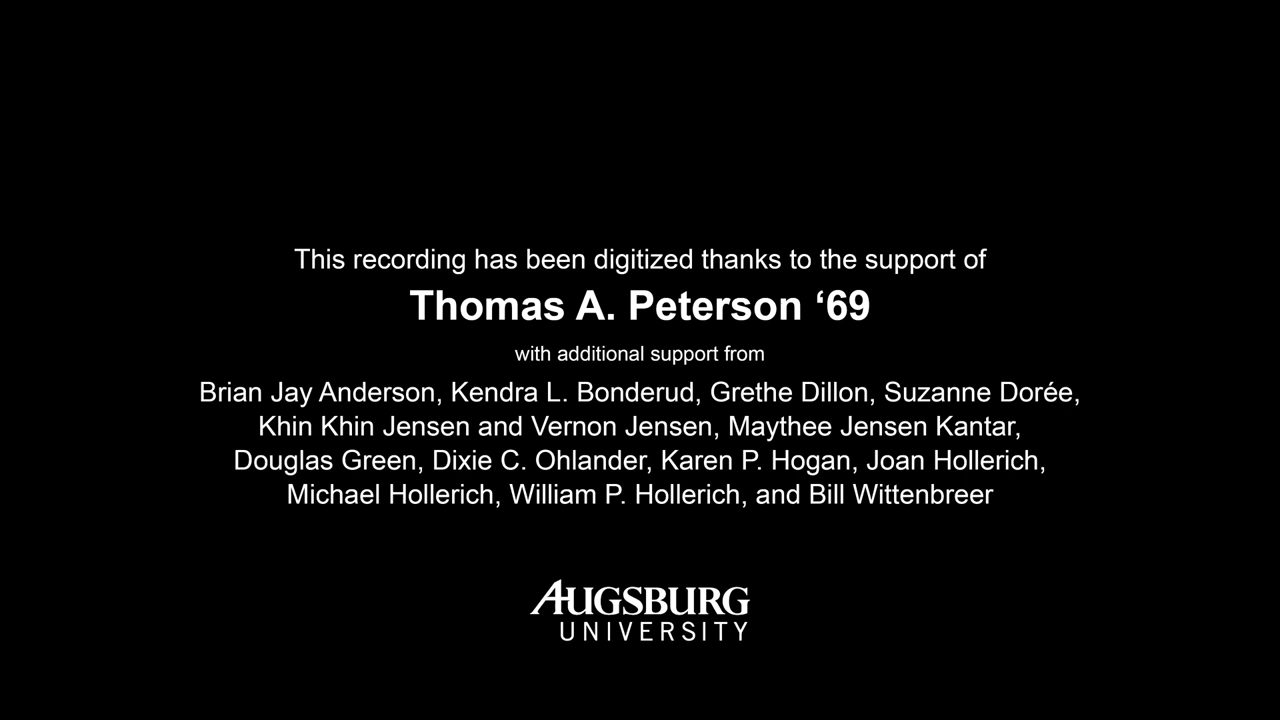 This recording has been digitized thanks to the support of
Thomas A. Peterson ‘69
with additional support from
Brian Jay Anderson, Kendra L. Bonderud, Grethe Dillon, Suzanne Dorée,
Khin Khin Jensen and Vernon Jensen, Maythee Jensen Kantar,
Douglas Green, Dixie C. Ohlander, Karen P. Hogan, Joan Hollerich,
Michael Hollerich, William P. Hollerich, and Bill Wittenbreer
AUGSBURG
UNIVERSITY